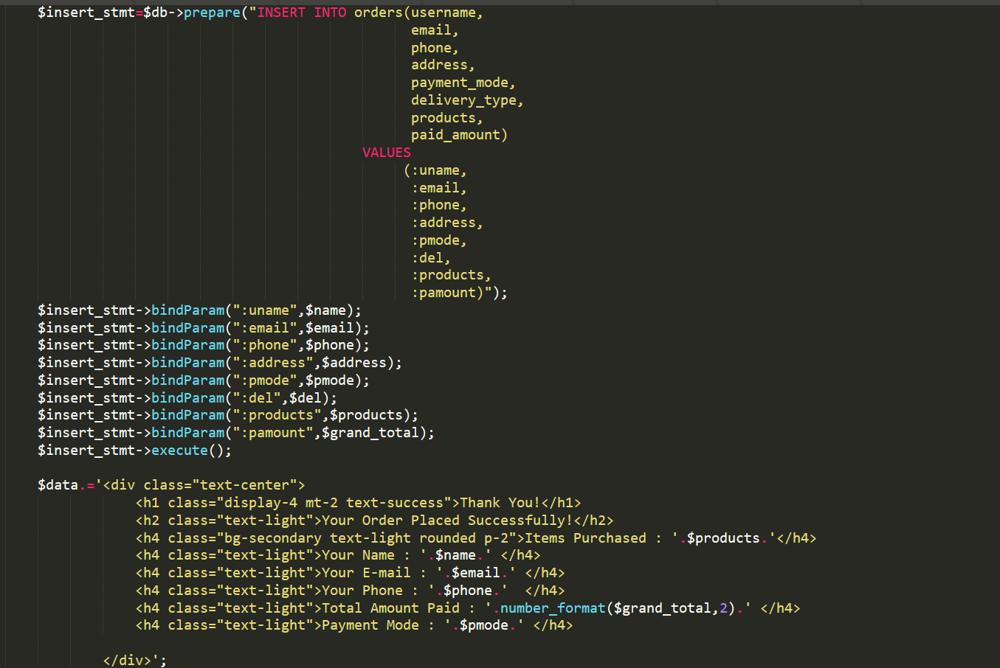 $insert_stmt=$db->prepare("INSERT INTO orders(username,
email,
phone,
address,
payment_mode,
delivery_type,
products,
paid_amount)
VALUES
(:uname,
:email,
:phone,
:address,
:pmode,
:del,
:products,
:pamount)");
$insert_stmt->bindParam(":uname",$name);
$insert_stmt->bindParam(":email",$email);
$insert_stmt->bindParam(":phone",$phone);
$insert_stmt->bindParam(":address",$address);
$insert_stmt->bindParam(":pmode",$pmode);
$insert_stmt->bindParam(":del",$del);
$insert_stmt->bindParam(":products",$products);
$insert_stmt->bindParam(":pamount",$grand_total);
$insert_stmt->execute();
$data.='<div class="text-center">
<h1 class="display-4 mt-2 text-success">Thank You!</h1>
<h2 class="text-light">Your Order Placed Successfully!</h2>
<h4 class="bg-secondary text-light rounded p-2">Items Purchased : '.$products.'</h4>
<h4 class="text-light">Your Name : '.$name.' </h4>
<h4 class="text-light">Your E-mail : '.$email.' </h4>
<h4 class="text-light">Your Phone : '.$phone.'  </h4>
<h4 class="text-light">Total Amount Paid : '.number_format($grand_total,2).' </h4>
<h4 class="text-light">Payment Mode : '.$pmode.' </h4>
</div>';